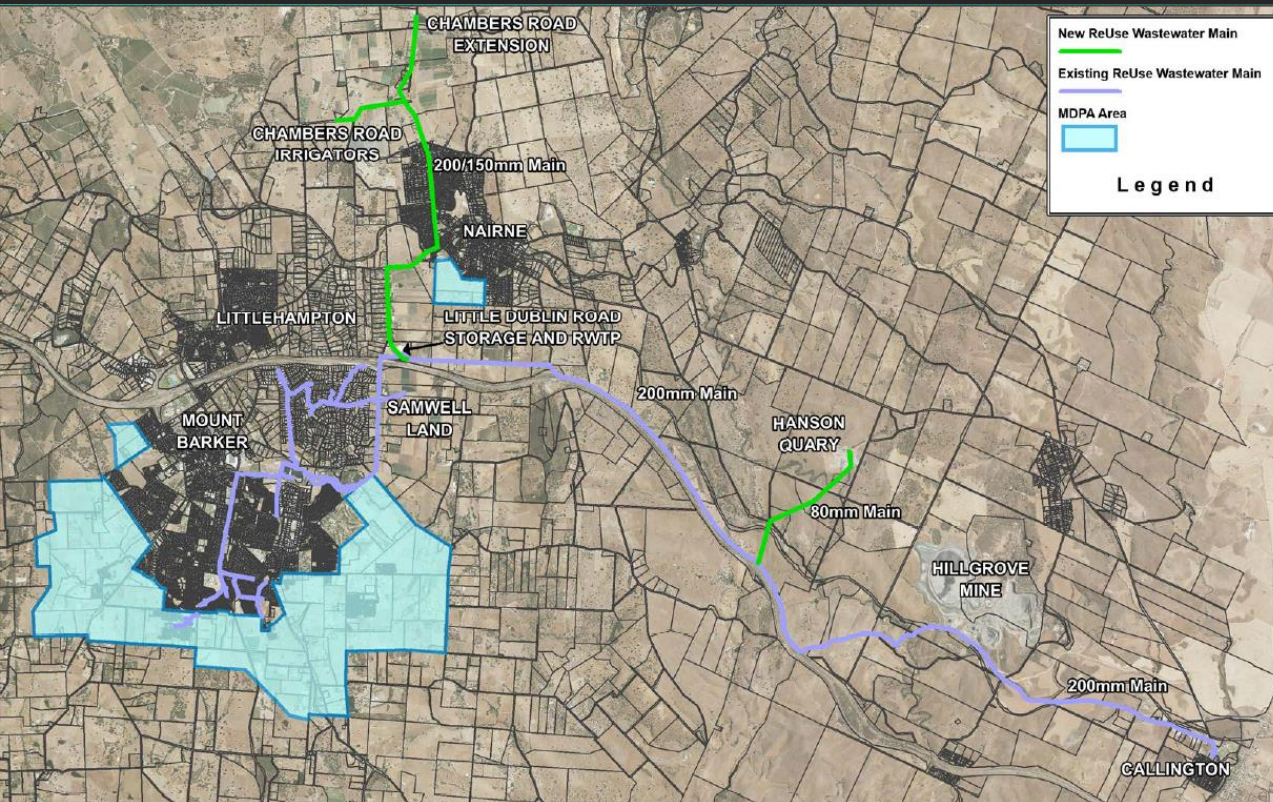 CHAMBERS ROAD
EXTENSION
CHAMBERS ROAD
IRRIGATORS
200/150mm Main
NAIRNE
LITTLEHAMPTON
LITTLE DUBLIN ROAD
STORAGE AND RWTP
200mm Main
SAMWELL
LAND
MOUNT
BARKER
HANSON
QUARY
80mm Main
HILLGROVE
MINE
200mm Main
CALLINGTON
New ReUse Wastewater Main
Existing ReUse Wastewater Main
MDPA Area
Legend